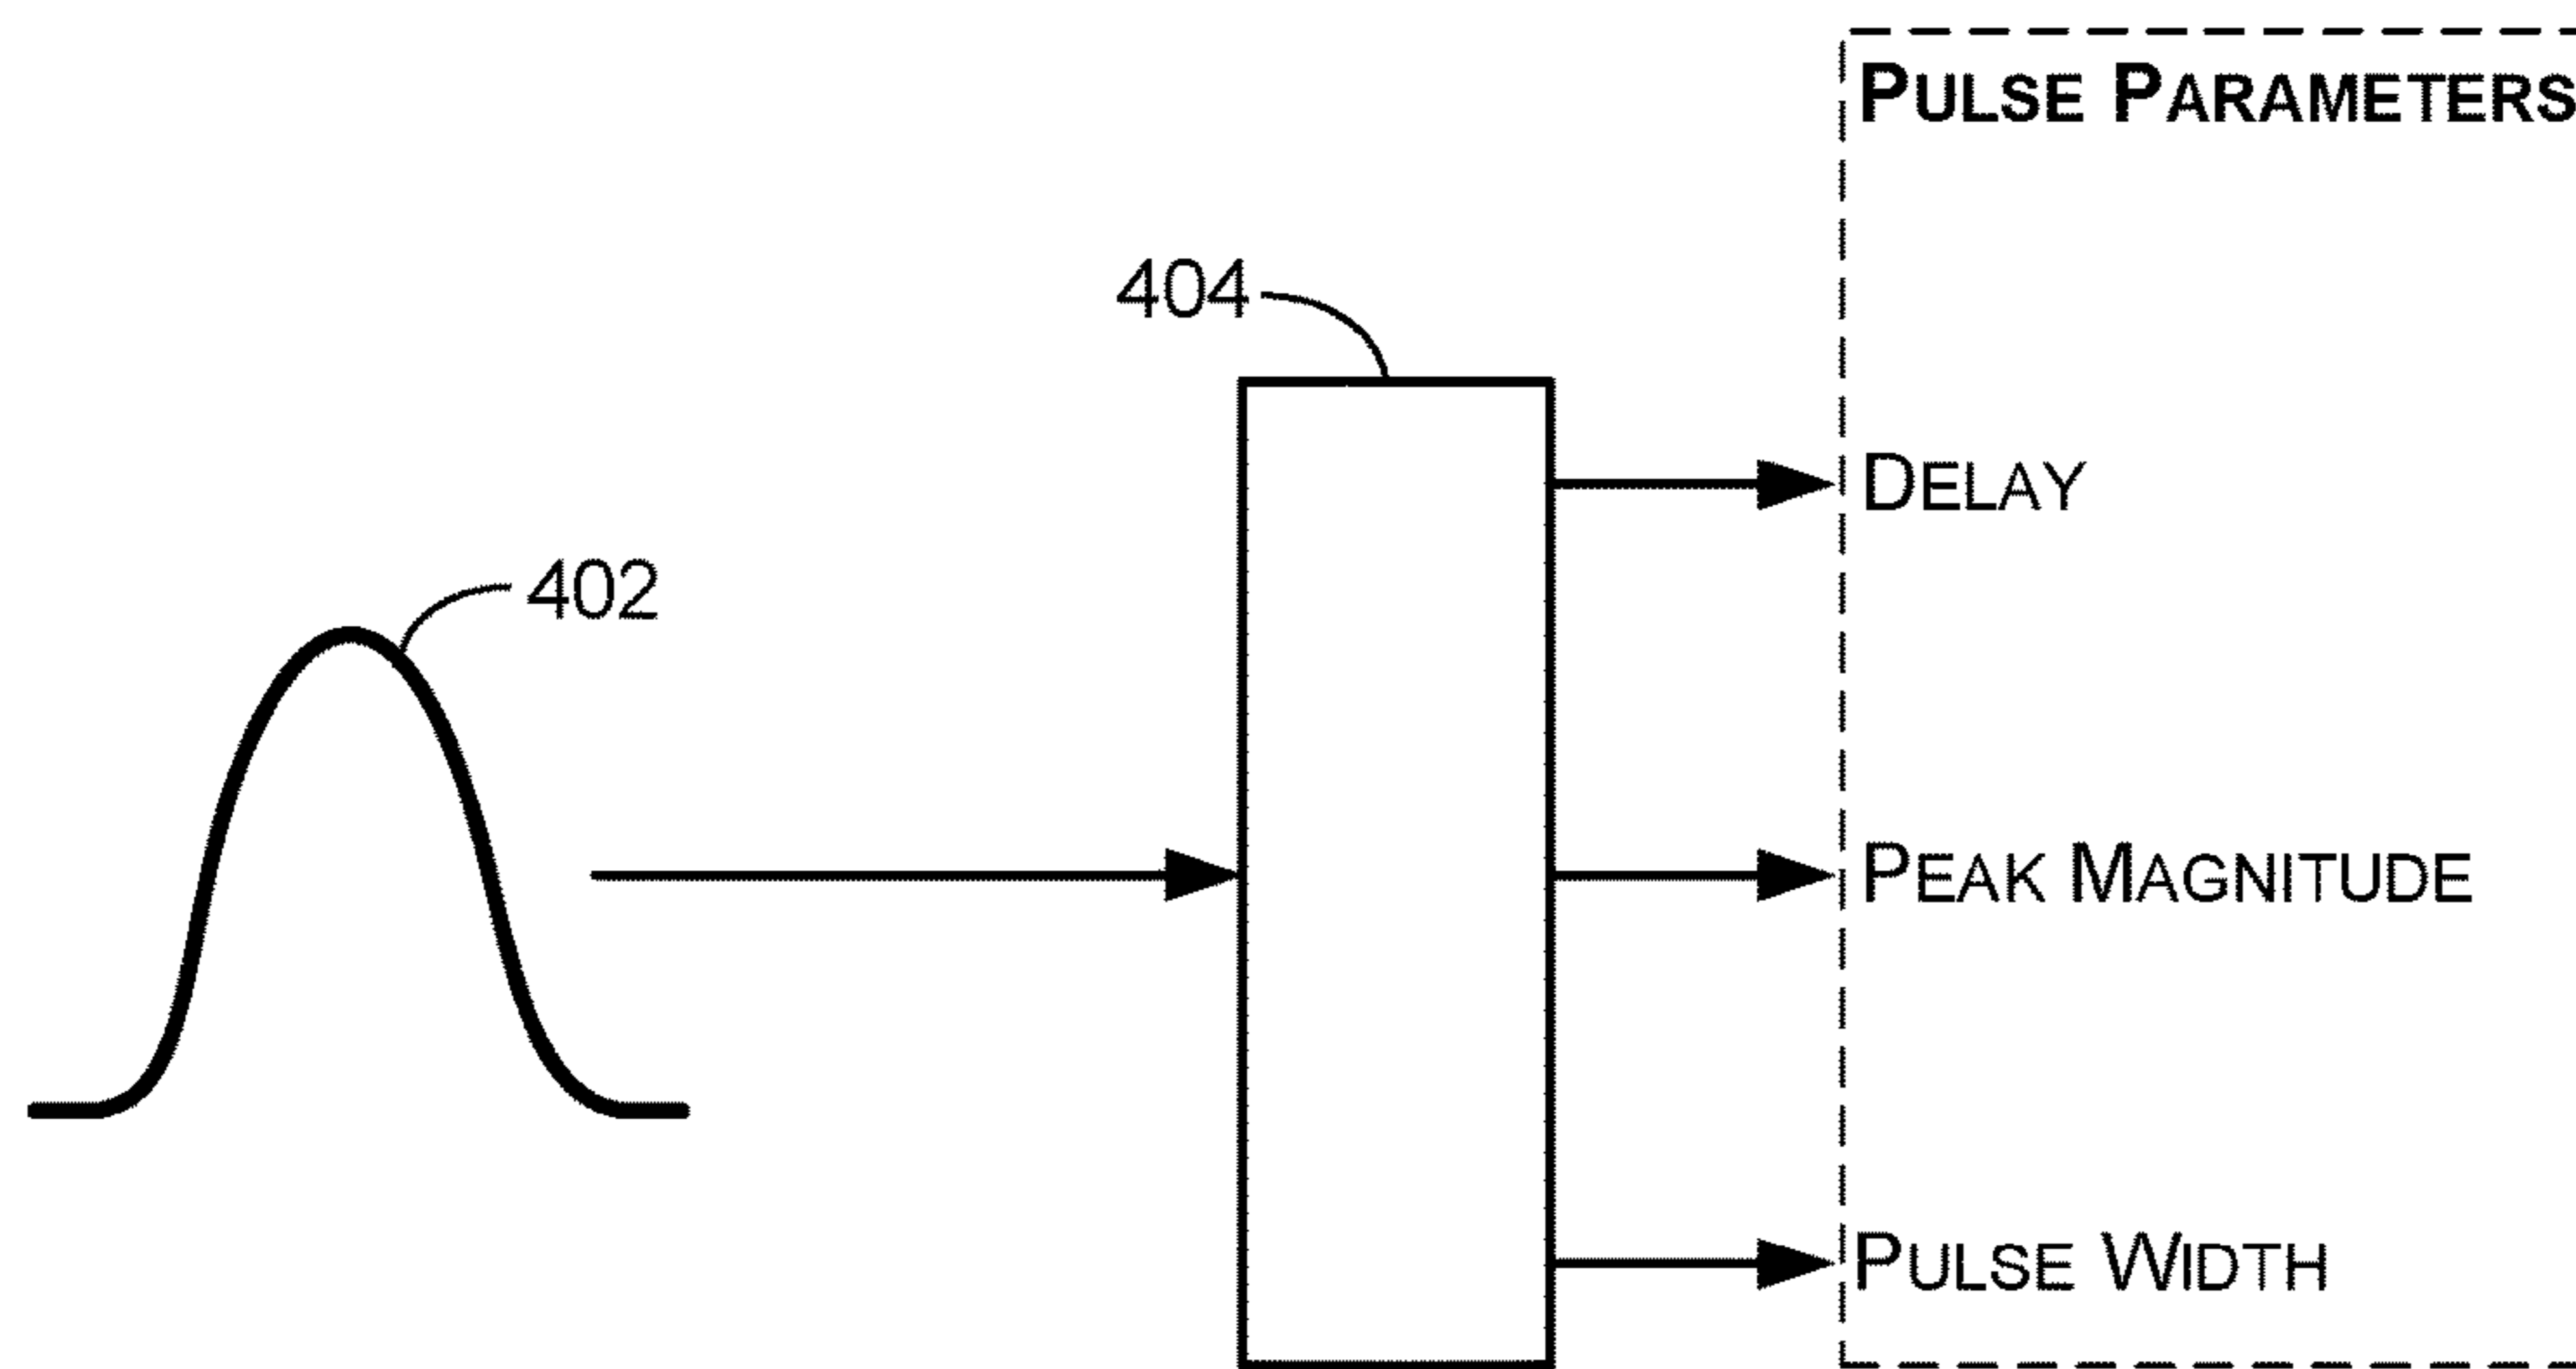 PULSE PARAMETERS
404
DELAY
402
PEAK MAGNITUDE
PULSE WIDTH